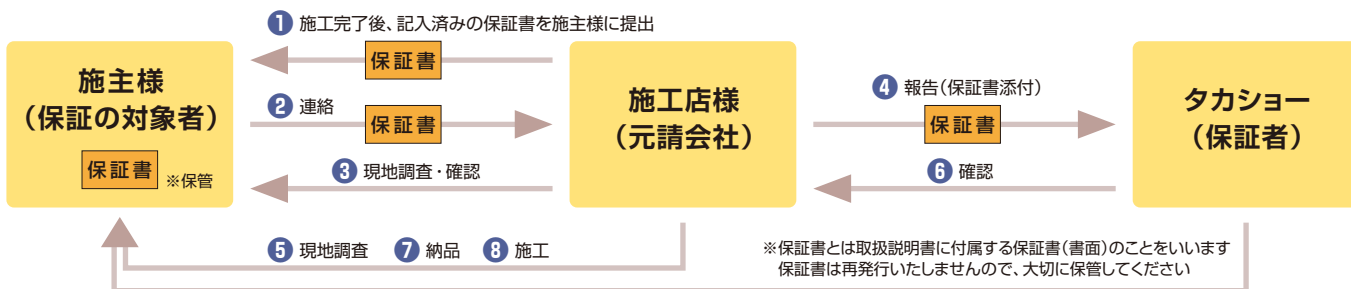 ❶ 施工完了後、記入済みの保証書を施主様に提出
保証書
施主様
(保証の対象者)
保証書 ※保管
❷ 連絡
保証書
❸ 現地調査・確認
施工店様
(元請会社)
❹ 報告(保証書添付)
保証書
❻ 確認
タカショー
(保証者)
❺ 現地調査 ❼ 納品 ❽ 施工
※保証書とは取扱説明書に付属する保証書(書面)のことをいいます
保証書は再発行いたしませんので、大切に保管してください